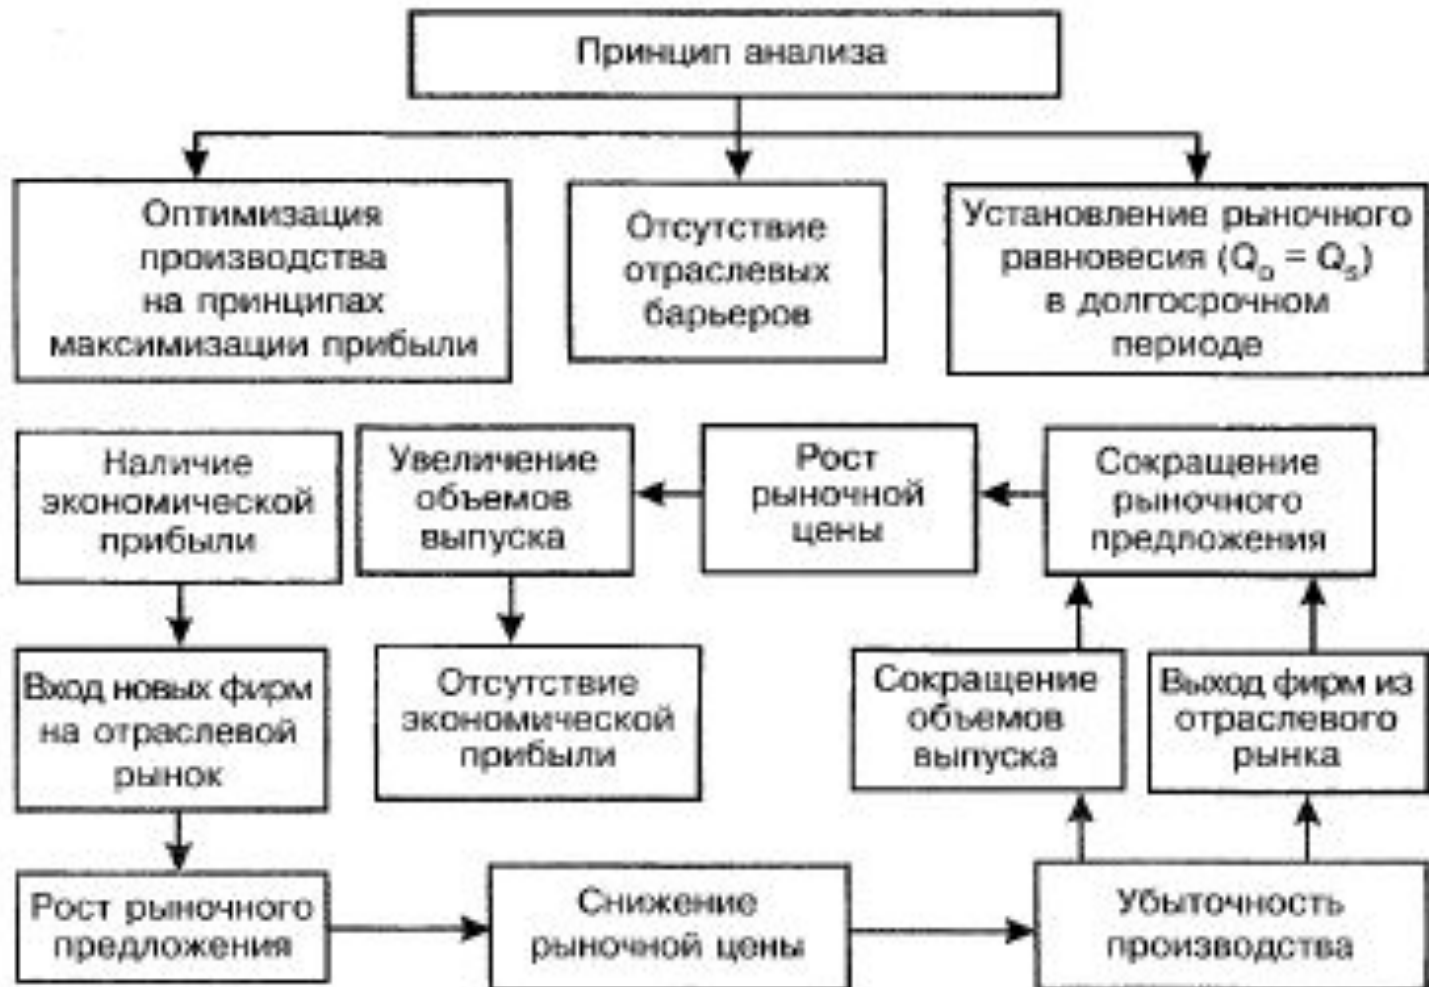 Принцип анализа
Оптимизация
производства
на принципах
максимизации прибыли
Отсутствие
отраслевых
барьеров
Установление рыночного
равновесия (Q_D = Q_s)
в долгосрочном
периоде
Наличие
экономической
прибыли
Увеличение
объемов
выпуска
Рост
рыночной
цены
Сокращение
рыночного
предложения
Вход новых фирм
на отраслевой
рынок
Отсутствие
экономической
прибыли
Сокращение
объемов
выпуска
Выход фирм из
отраслевого
рынка
Рост рыночного
предложения
Снижение
рыночной цены
Убыточность
производства